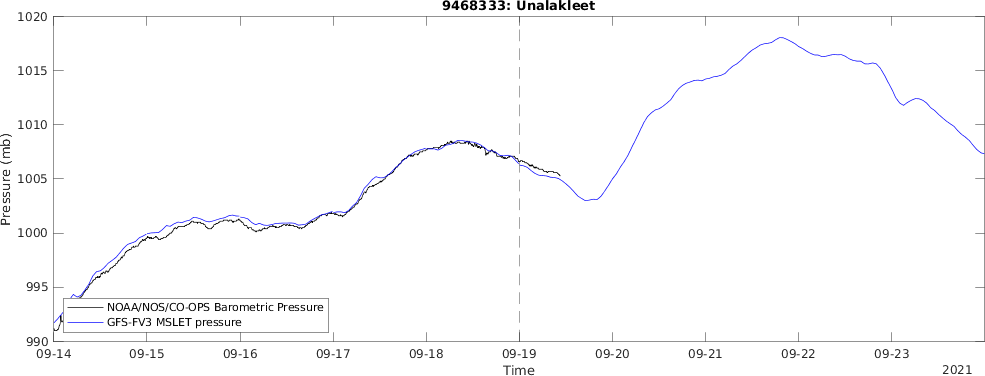 9468333: Unalakleet
1020
1015
1010
1005
1000
995
990
Pressure (mb)
NOAA/NOS/CO-OPS Barometric Pressure
GFS-FV3 MSLET pressure
09-14 09-15 09-16 09-17 09-18 09-19 09-20 09-21 09-22 09-23
Time
2021